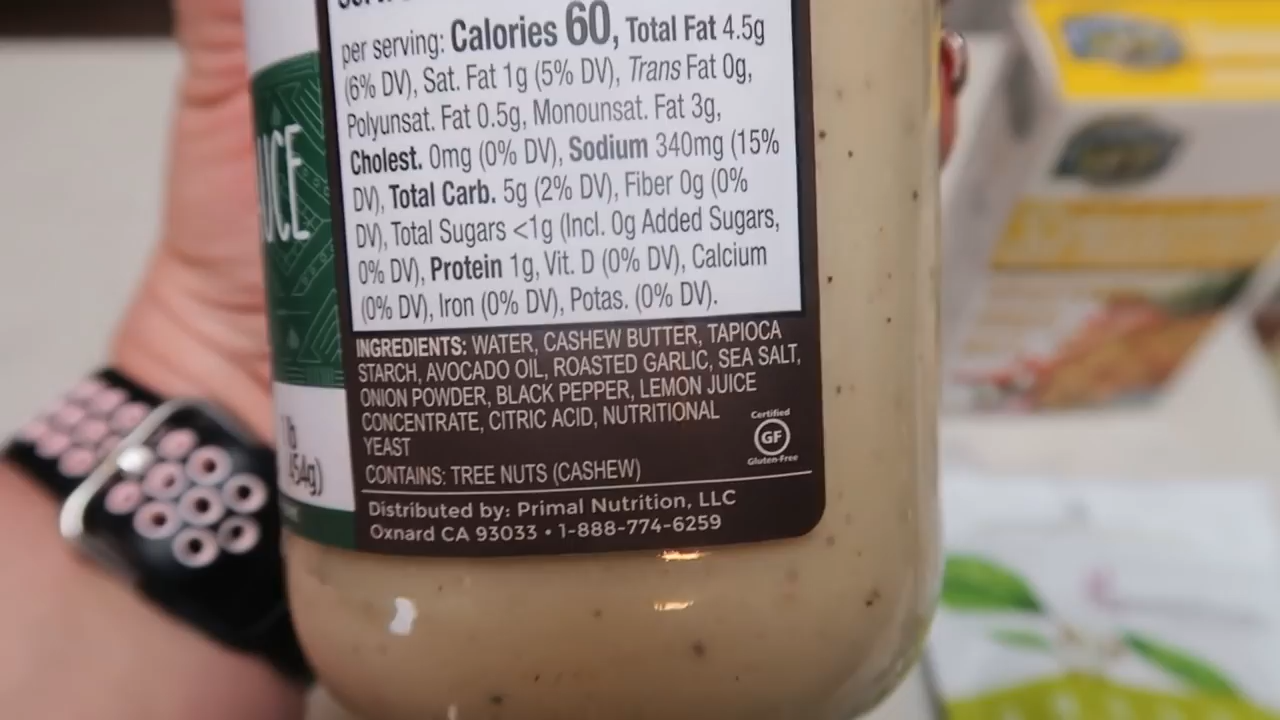 per serving: Calories 60, Total Fat 4.5g
(6% DV), Sat. Fat 1g (5% DV), Trans Fat 0g,
Polyunsat. Fat 0.5g, Monounsat. Fat 3g,
Cholest. 0mg (0% DV), Sodium 340mg (15%
DV), Total Carb. 5g (2% DV), Fiber 0g (0%
DV), Total Sugars <1g (Incl. 0g Added Sugars,
0% DV), Protein 1g, Vit. D (0% DV), Calcium
(0% DV), Iron (0% DV), Potas. (0% DV).
INGREDIENTS: WATER, CASHEW BUTTER, TAPIOCA
STARCH, AVOCADO OIL, ROASTED GARLIC, SEA SALT,
ONION POWDER, BLACK PEPPER, LEMON JUICE
CONCENTRATE, CITRIC ACID, NUTRITIONAL
YEAST
CONTAINS: TREE NUTS (CASHEW)
Certified
GF
Gluten-Free
Distributed by: Primal Nutrition, LLC
Oxnard CA 93033 • 1-888-774-6259
UCE
lb
454g)